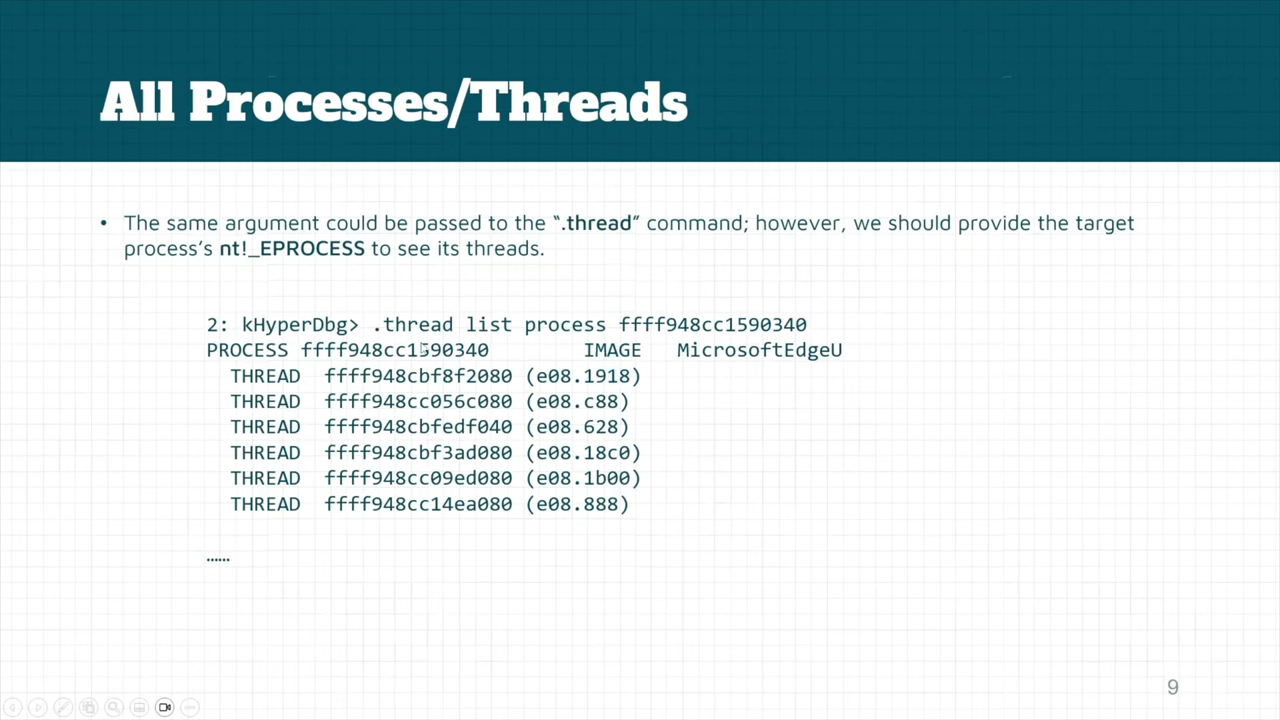 All Processes/Threads
• The same argument could be passed to the “.thread” command; however, we should provide the target
process’s nt!_EPROCESS to see its threads.
2: kHyperDbg> .thread list process ffff948cc1590340
PROCESS ffff948cc1590340        IMAGE   MicrosoftEdgeU
  THREAD  ffff948cbf8f2080 (e08.1918)
  THREAD  ffff948cc056c080 (e08.c88)
  THREAD  ffff948cbfedf040 (e08.628)
  THREAD  ffff948cbf3ad080 (e08.18c0)
  THREAD  ffff948cc09ed080 (e08.1b00)
  THREAD  ffff948cc14ea080 (e08.888)
……
9